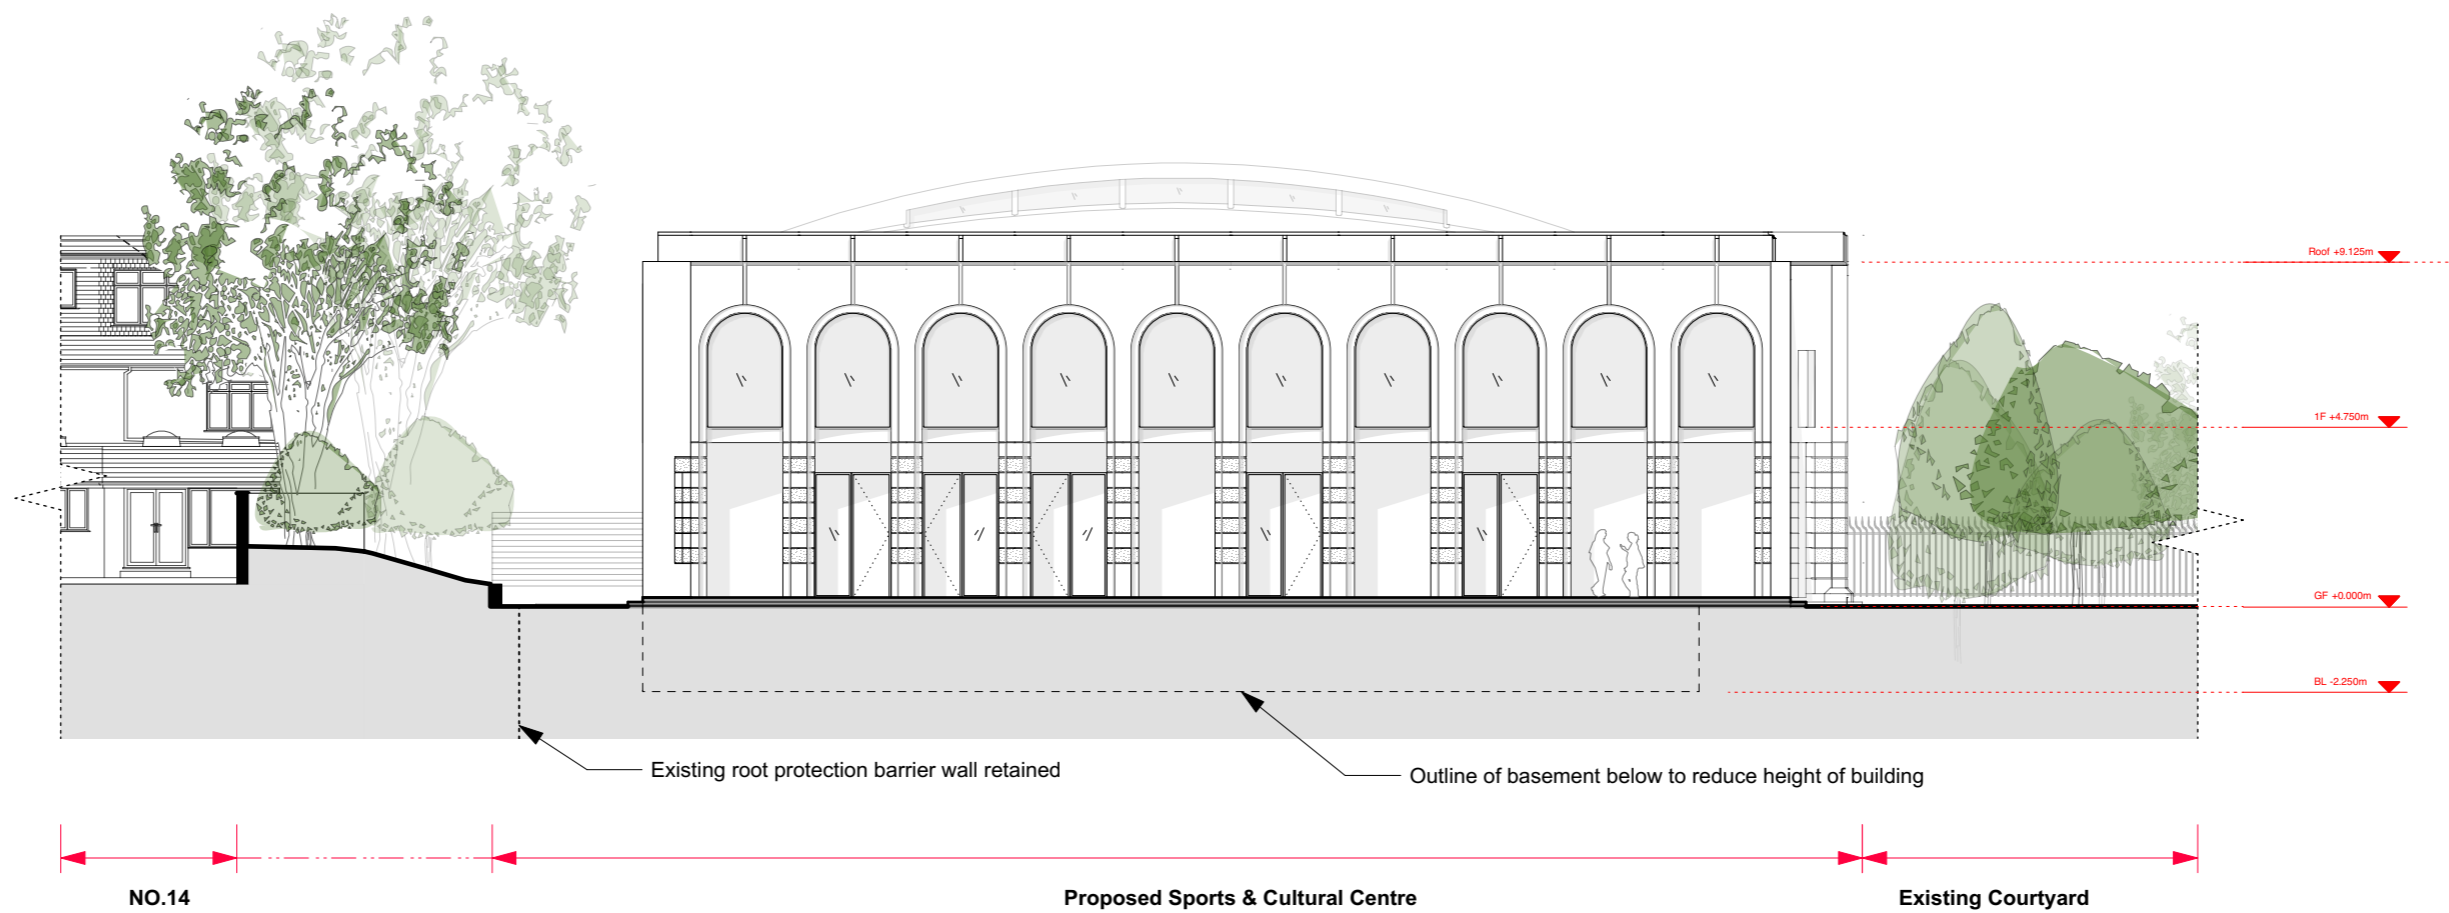 Roof +9.125m
1F +4.750m
GF +0.000m
BL -2.250m
Existing root protection barrier wall retained
Outline of basement below to reduce height of building
NO.14
Proposed Sports & Cultural Centre
Existing Courtyard